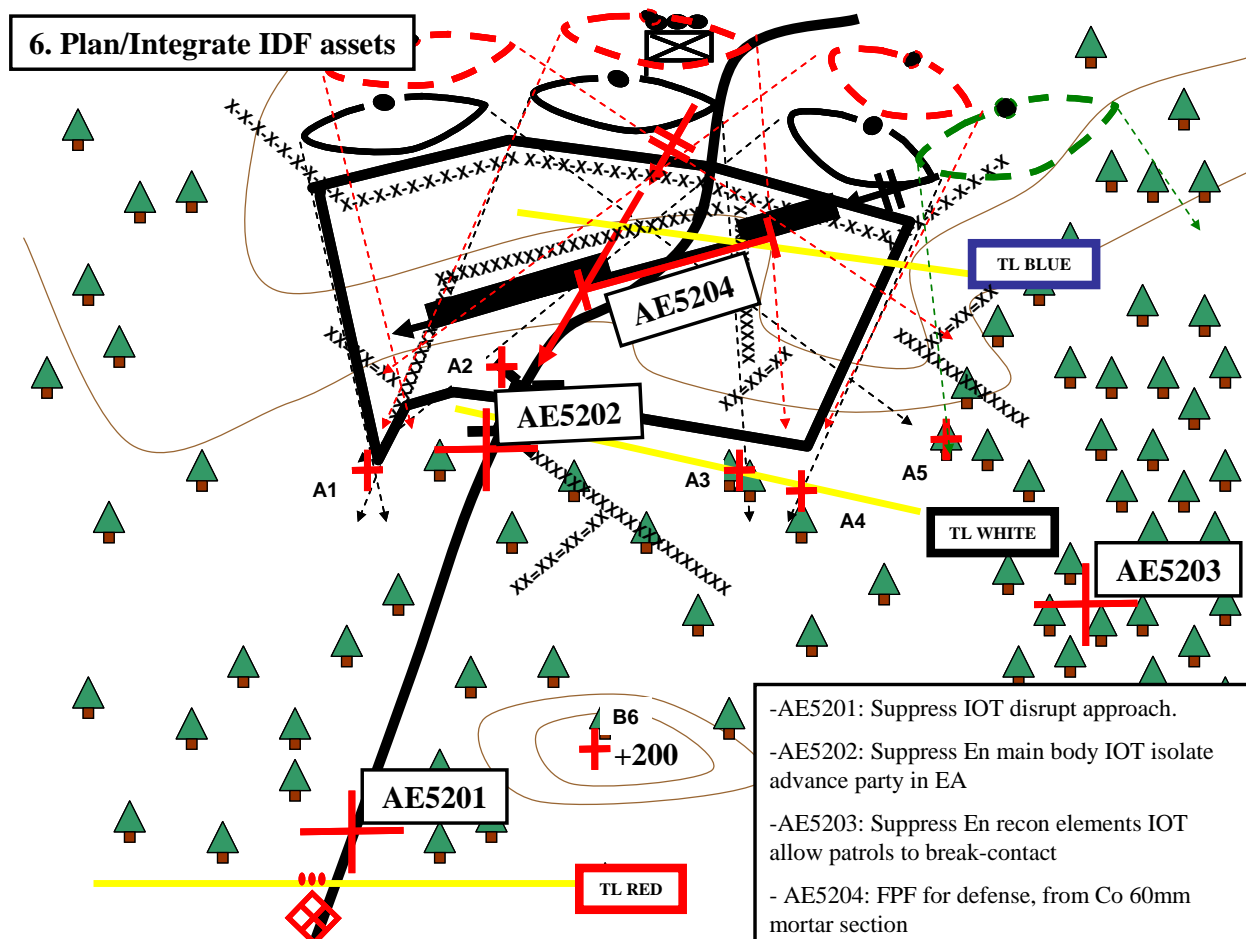 6. Plan/Integrate IDF assets
TL BLUE
AE5204
A2
AE5202
A1
A3
A4
A5
TL WHITE
AE5203
B6
+200
AE5201
TL RED
-AE5201: Suppress IOT disrupt approach.
-AE5202: Suppress En main body IOT isolate
advance party in EA
-AE5203: Suppress En recon elements IOT
allow patrols to break-contact
- AE5204: FPF for defense, from Co 60mm
mortar section